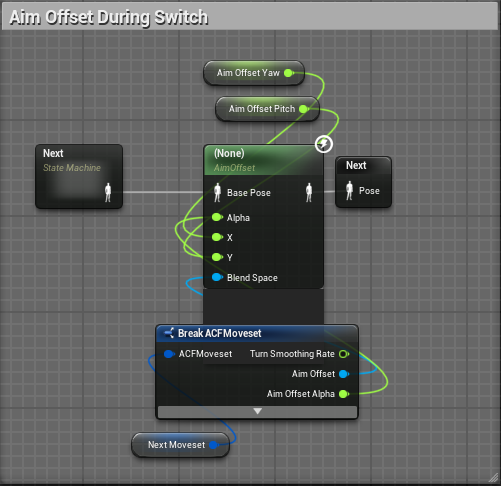 Aim Offset During Switch
Aim Offset Yaw
Aim Offset Pitch
Next
State Machine
(None)
AimOffset
Base Pose
Alpha
X
Y
Blend Space
Next
Pose
Break ACFMoveset
ACFMoveset
Turn Smoothing Rate
Aim Offset
Aim Offset Alpha
Next Moveset